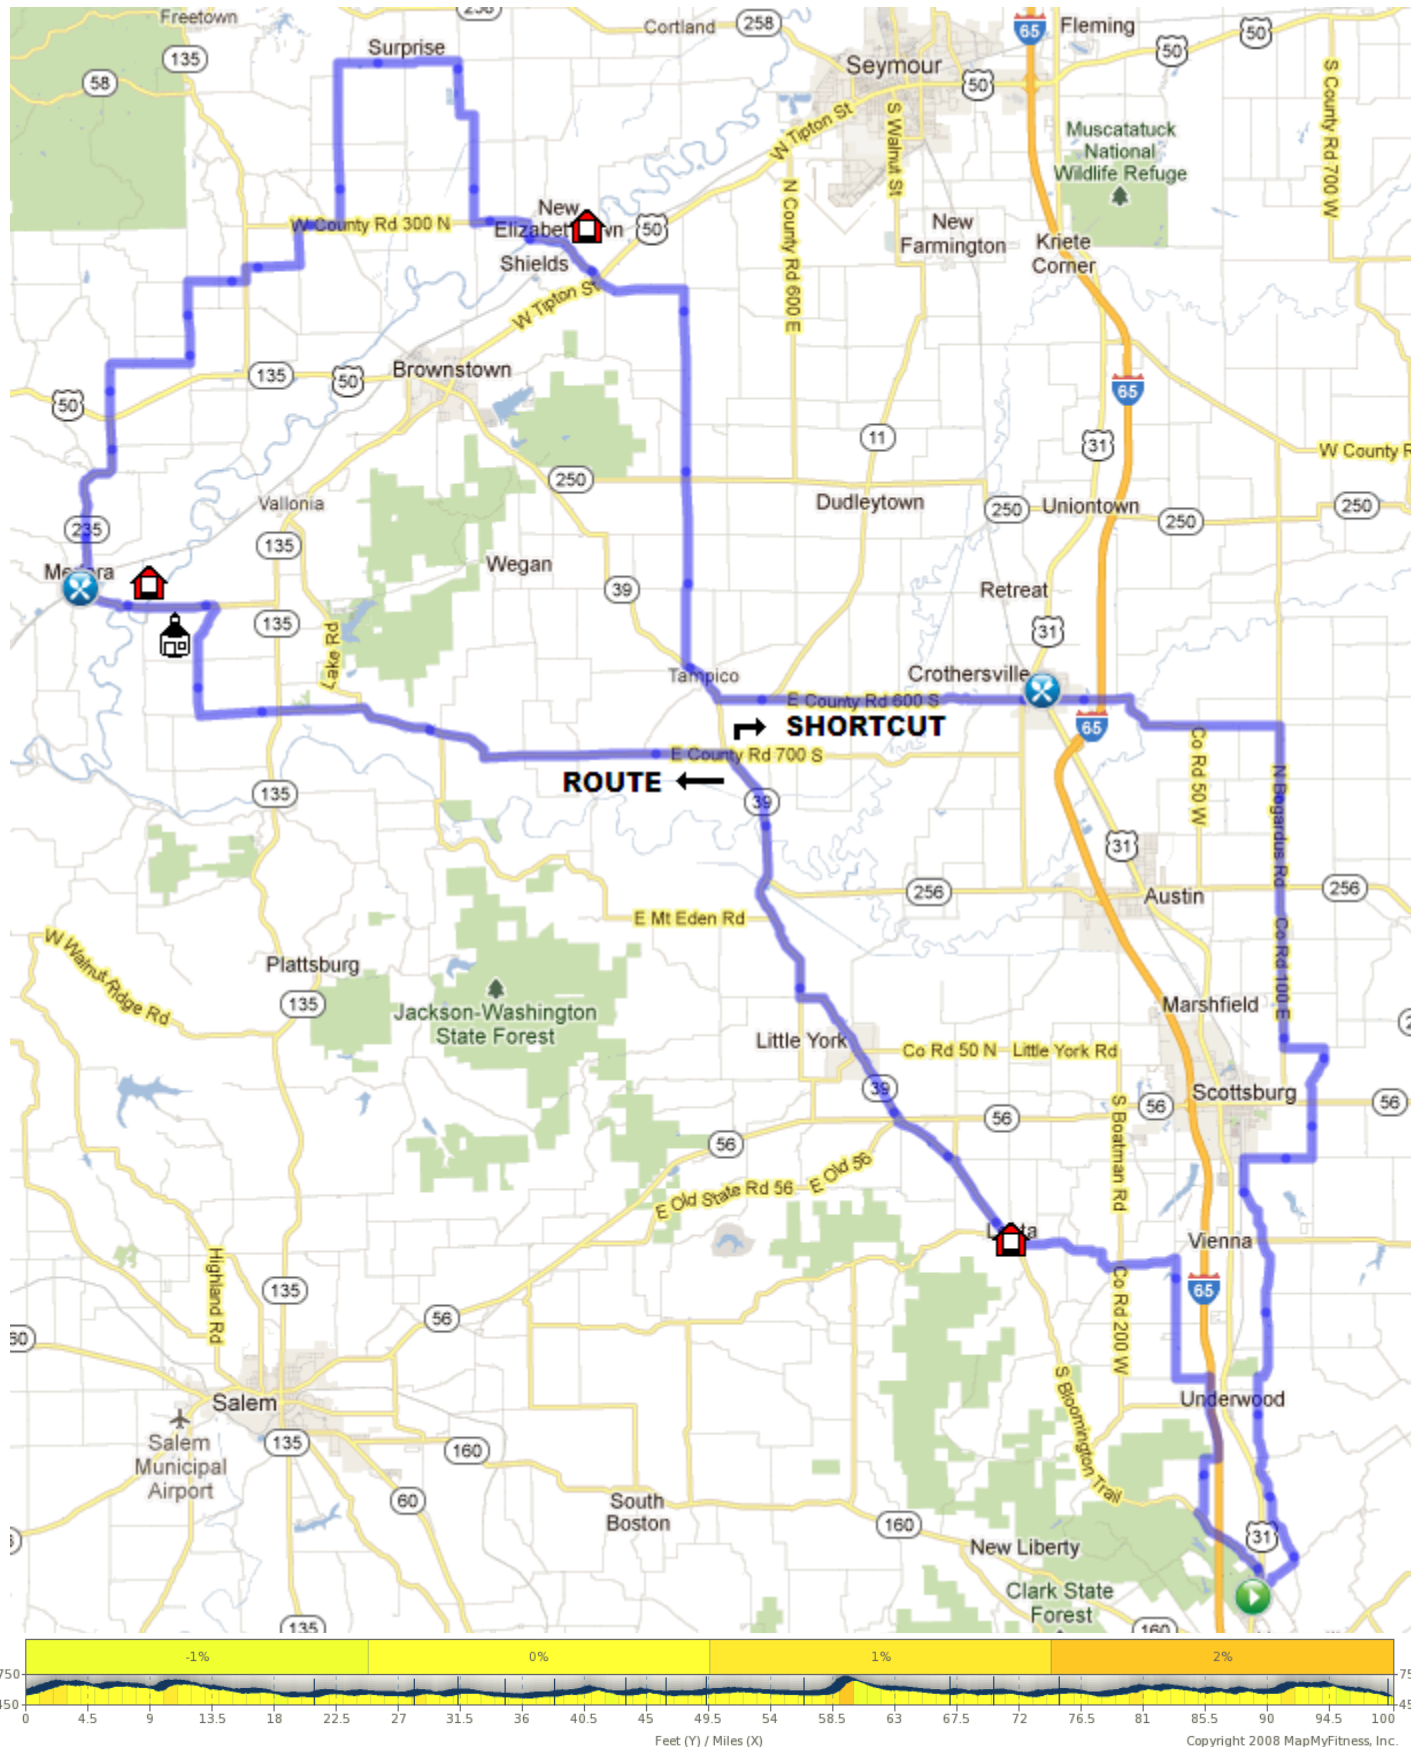 Freetown
Cortland
258
65
Fleming
50
50
135
Surprise
Seymour
58
50
S County Rd 700 W
W Tipton St
S Walnut St
Muscatatuck
National
Wildlife Refuge
N County Rd 600 E
W County Rd 300 N
New
50
New
Farmington
Kriete
Corner
Shields
W Tipton St
135
50
Brownstown
65
50
11
31
W County R
250
Vallonia
Dudleytown
250
Uniontown
250
250
235
135
Wegan
39
Retreat
135
31
Lake Rd
Tampico
Crothersville
E County Rd 600 S
SHORTCUT
65
E County Rd 700 S
ROUTE
Co Rd 50 W
N Bogardus Rd
135
39
31
256
Austin
256
E Mt Eden Rd
Co Rd 100 E
W Walnut Ridge Rd
Plattsburg
135
Jackson-Washington
State Forest
Marshfield
Little York
Co Rd 50 N
Little York Rd
39
Scottsburg
56
56
56
S Boatman Rd
56
E Old State Rd 56
E Old 56
Vienna
Highland Rd
135
65
Co Rd 200 W
56
60
S Bloomington Trail
Underwood
Salem
135
160
Salem
Municipal
Airport
60
South
Boston
160
New Liberty
31
Clark State
Forest
135
160
-1%
0%
1%
2%
750
75
450
45
0 4.5 9 13.5 18 22.5 27 31.5 36 40.5 45 49.5 54 58.5 63 67.5 72 76.5 81 85.5 90 94.5 100
Feet (Y) / Miles (X)
Copyright 2008 MapMyFitness, Inc.